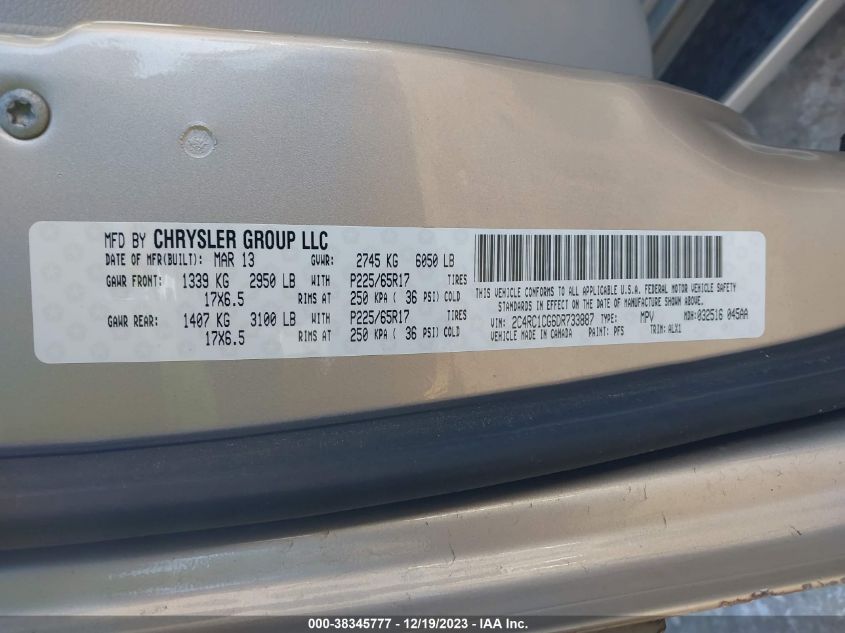 MFD BY CHRYSLER GROUP LLC
DATE OF MFR(BUILT): MAR 13 GVWR: 2745 KG 6050 LB
GAWR FRONT: 1339 KG 2950 LB WITH P225/65R17 TIRES
17X6.5 RIMS AT 250 KPA ( 36 PSI) COLD
GAWR REAR: 1407 KG 3100 LB WITH P225/65R17 TIRES
17X6.5 RIMS AT 250 KPA ( 36 PSI) COLD
THIS VEHICLE CONFORMS TO ALL APPLICABLE U.S.A. FEDERAL MOTOR VEHICLE SAFETY
STANDARDS IN EFFECT ON THE DATE OF MANUFACTURE SHOWN ABOVE.
VIN: 2C4RC1CG6DR733887 TYPE: MPV MDH:032516 045AA
VEHICLE MADE IN CANADA PAINT: PFS TRIM: ALX1
000-38345777 - 12/19/2023 - IAA Inc.